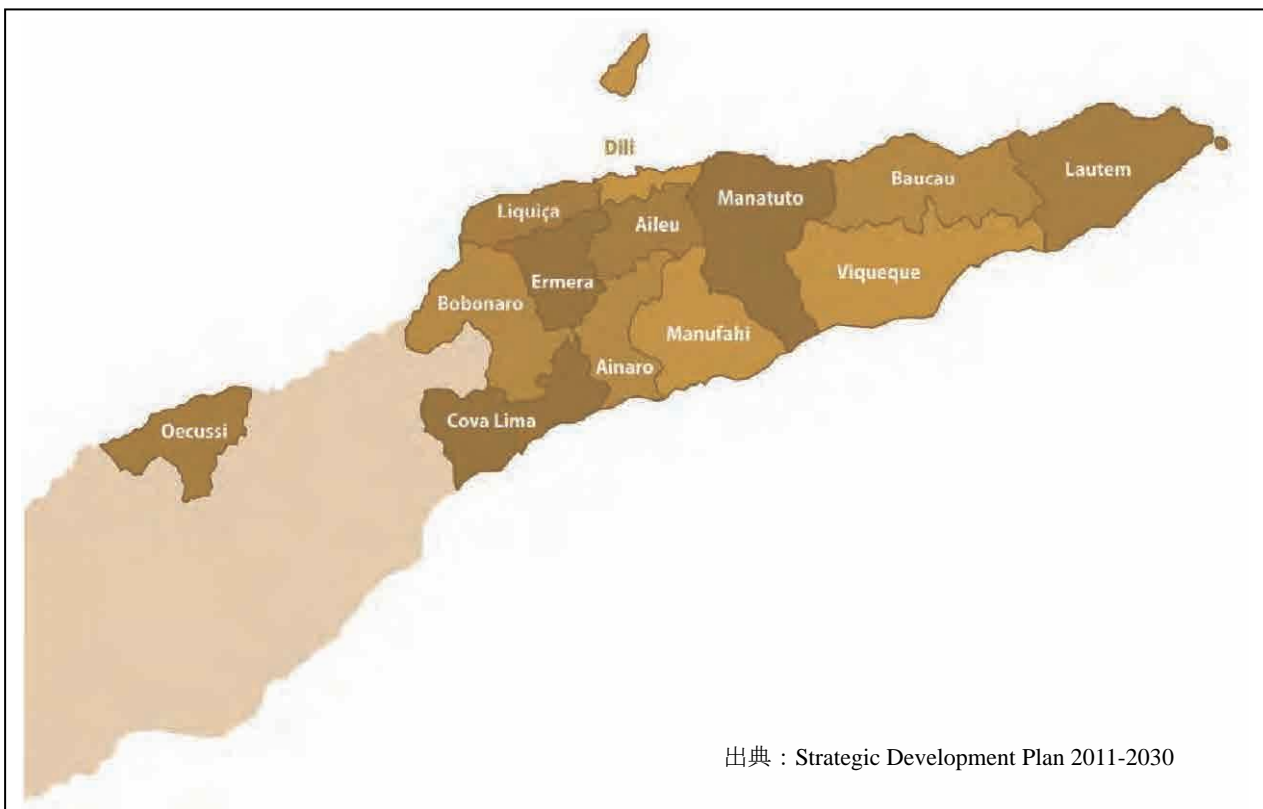 Dili
Baucau
Lautem
Manatuto
Liquiça
Aileu
Viqueque
Ermera
Bobonaro
Manufahi
Ainaro
Cova Lima
Oecussi
出典：Strategic Development Plan 2011-2030